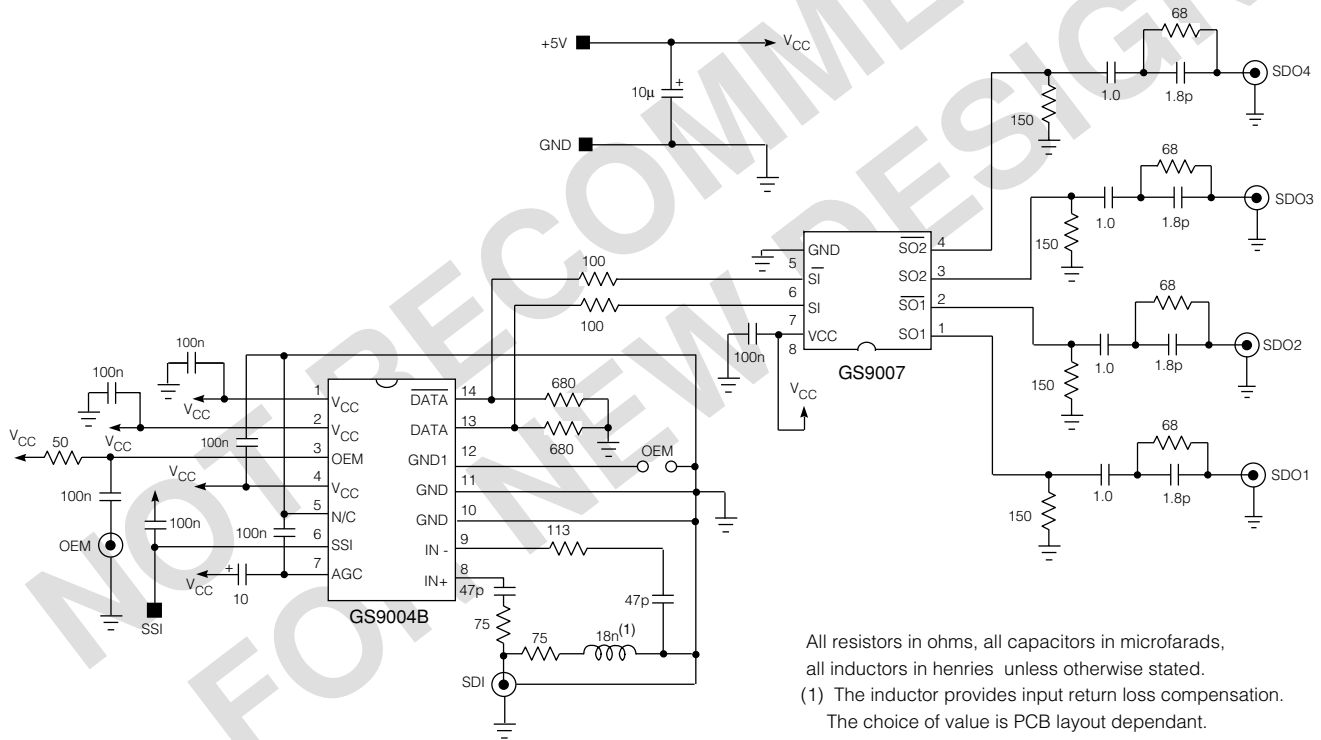 NOT RECOMMENDED
FOR NEW DESIGNS
+5V
VCC
10µ
+
GND
68
1.0
1.8p
SDO4
150
68
1.0
1.8p
SDO3
150
68
1.0
1.8p
SDO2
150
68
1.0
1.8p
SDO1
150
GND
5
SI
6
SI
7
VCC
8
SO2
4
SO2
3
SO1
2
SO1
1
GS9007
100n
VCC
100
100
100n
VCC
100n
VCC
VCC
50
100n
VCC
100n
100n
100n
OEM
VCC
+
10
SSI
1
VCC
2
VCC
3
OEM
4
VCC
5
N/C
6
SSI
7
AGC
DATA
14
DATA
13
GND1
12
GND
11
GND
10
IN -
9
IN+
8
GS9004B
680
680
OEM
113
47p
47p
75
75
18n(1)
SDI
All resistors in ohms, all capacitors in microfarads,
all inductors in henries unless otherwise stated.
(1) The inductor provides input return loss compensation.
The choice of value is PCB layout dependant.